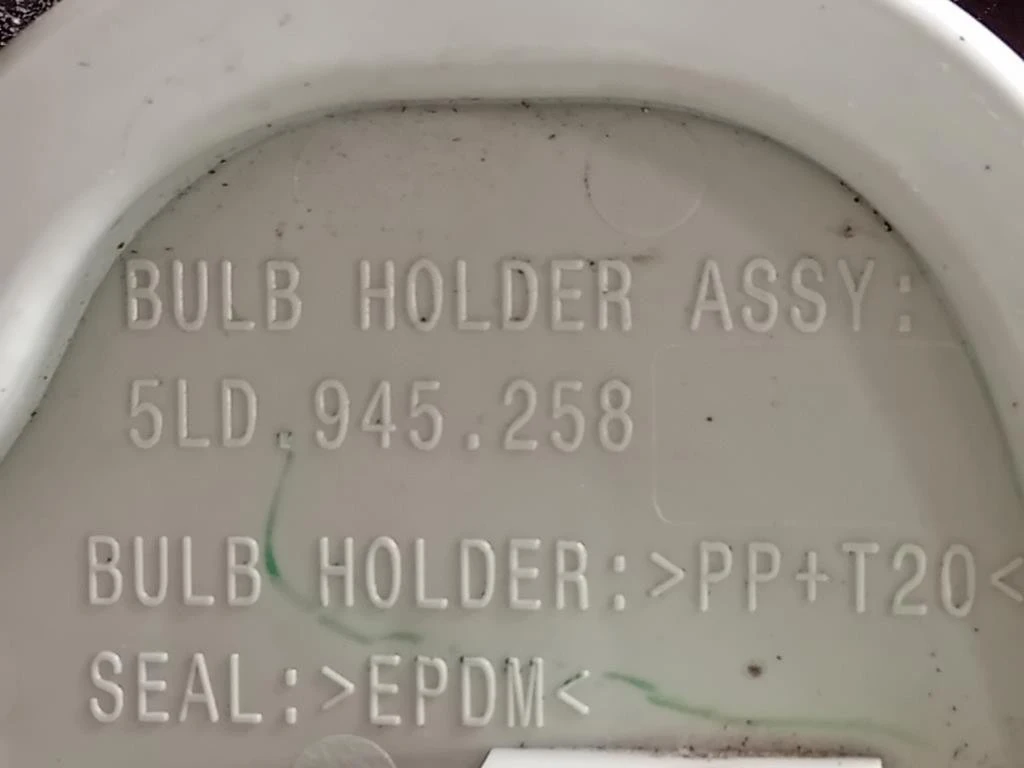 BULB HOLDER ASSY:
5LD.945.258
BULB HOLDER:>PP+T20<
SEAL:>EPDM<